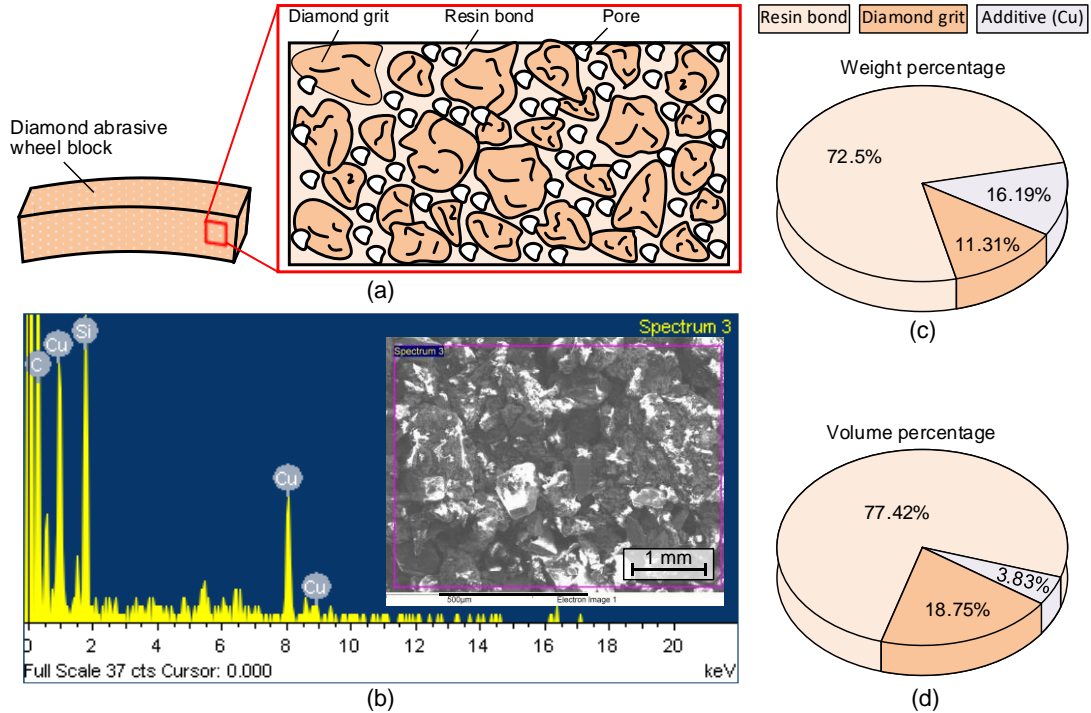 Diamond grit
Resin bond
Pore
Diamond abrasive
wheel block
(a)
Resin bond
Diamond grit
Additive (Cu)
Weight percentage
72.5%
16.19%
11.31%
(c)
Spectrum 3
C
Cu
Si
Cu
Cu
Spectrum 3
1 mm
500µm
Electron Image 1
0 2 4 6 8 10 12 14 16 18 20
Full Scale 37 cts Cursor: 0.000
keV
(b)
Volume percentage
77.42%
3.83%
18.75%
(d)